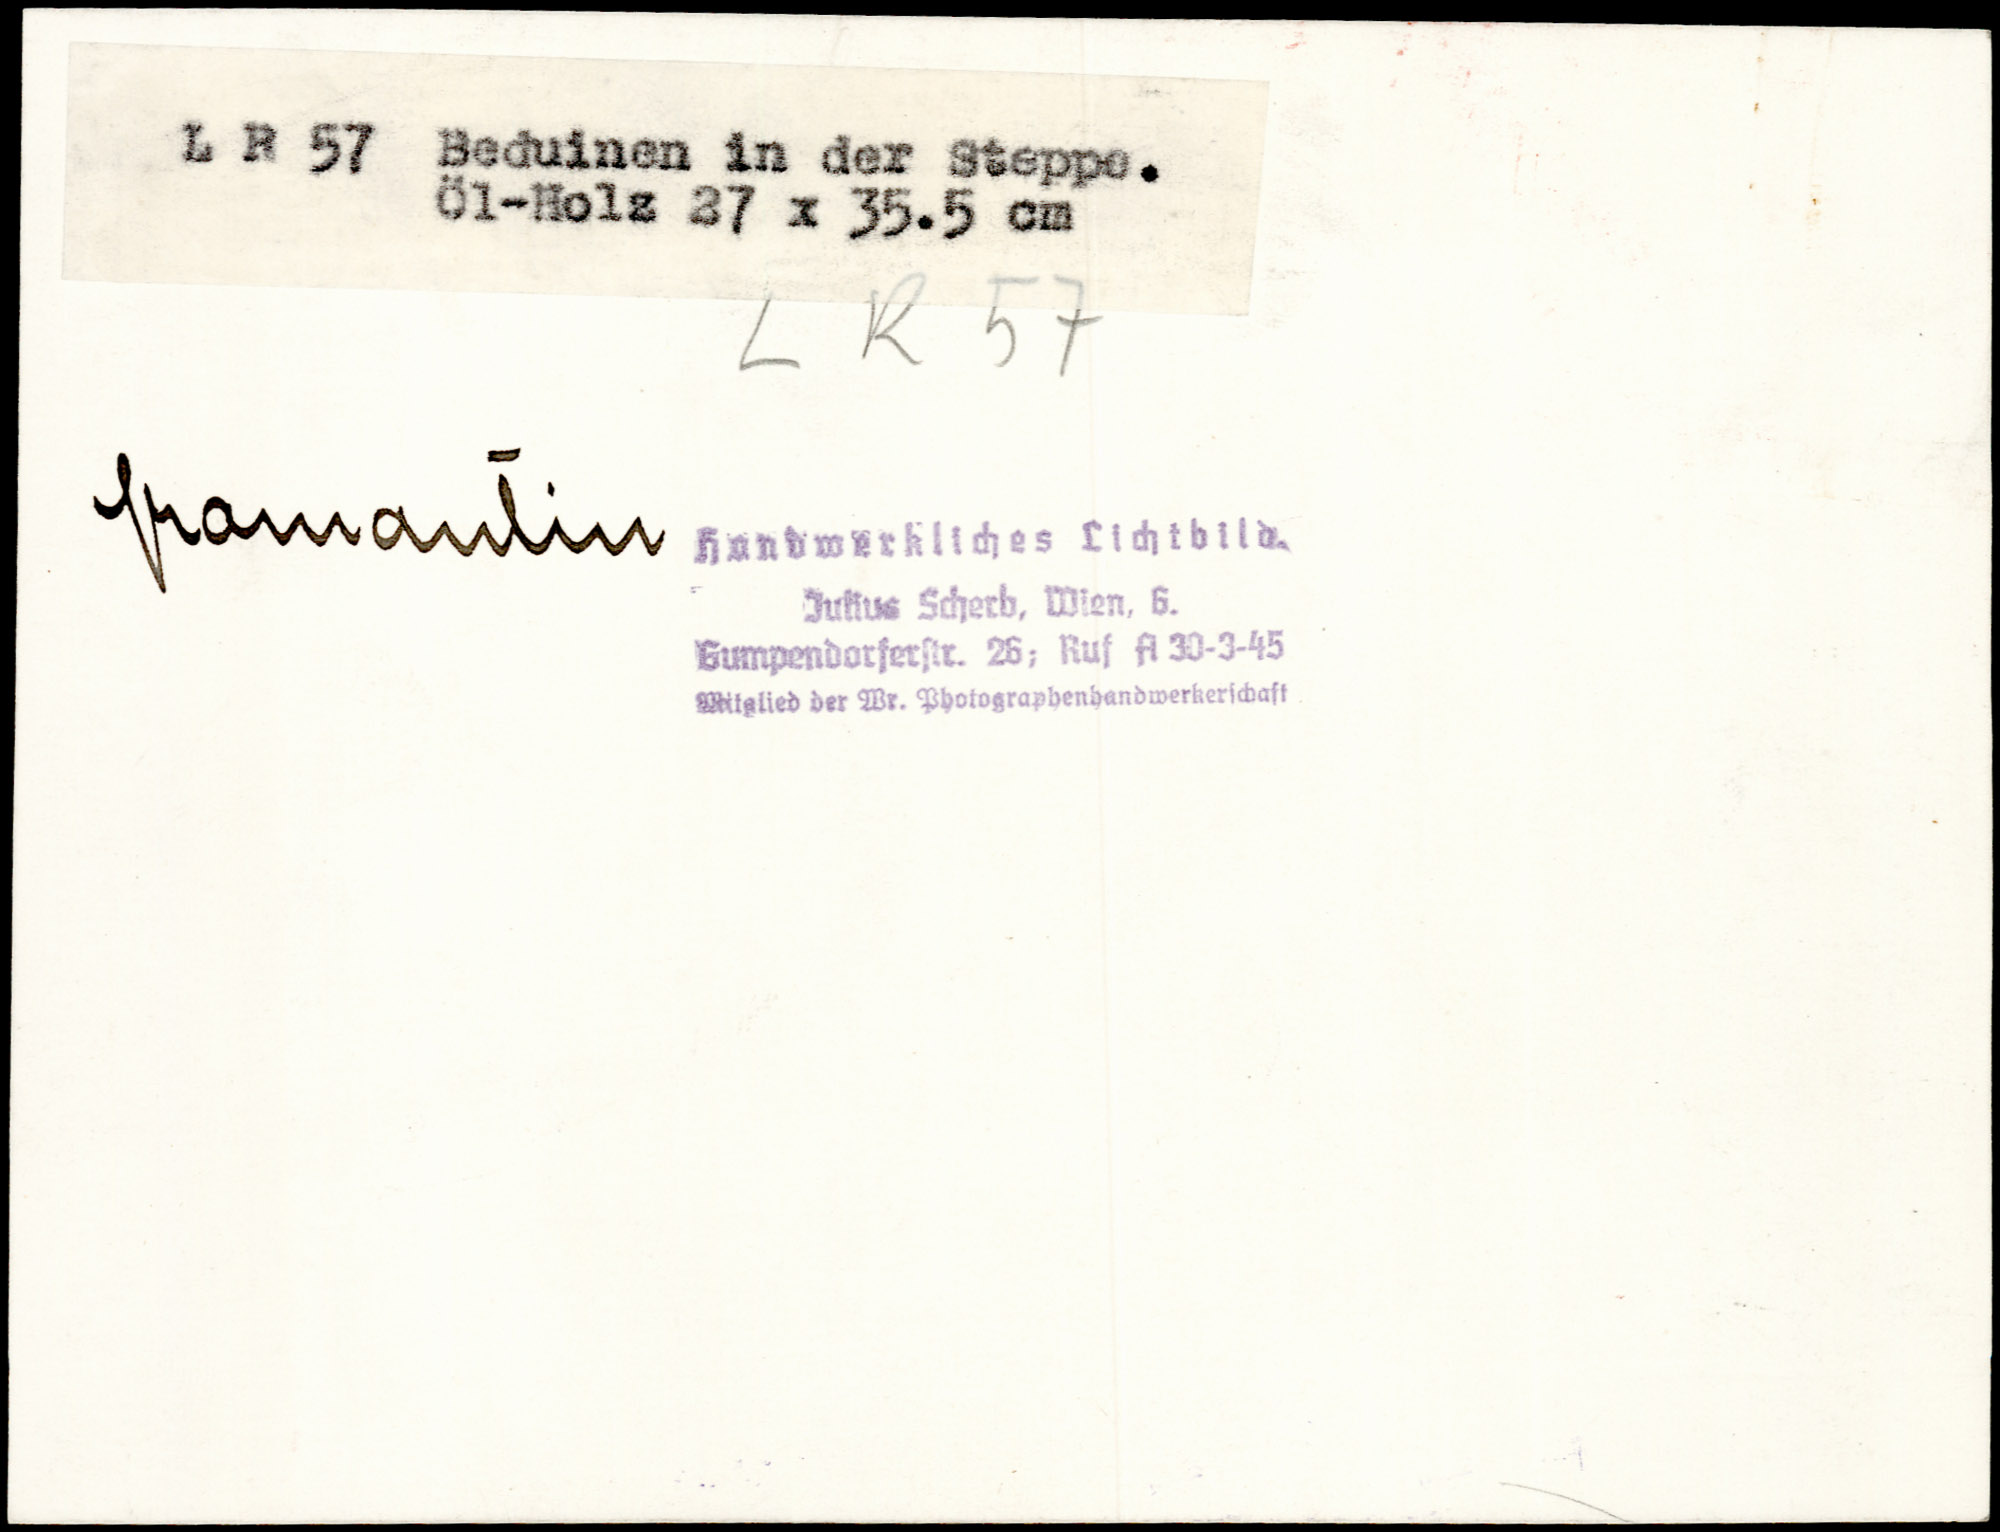 L R 57 Beduinen in der Steppe.
Öl-Holz 27 x 35.5 cm
L R 57
fromantin
Handwerkliches Lichtbild.
Julius Scherb, Wien, 6.
Gumpendorferstr. 26; Ruf A 30-3-45
Mitglied der Wr. Photographenhandwerkerschaft